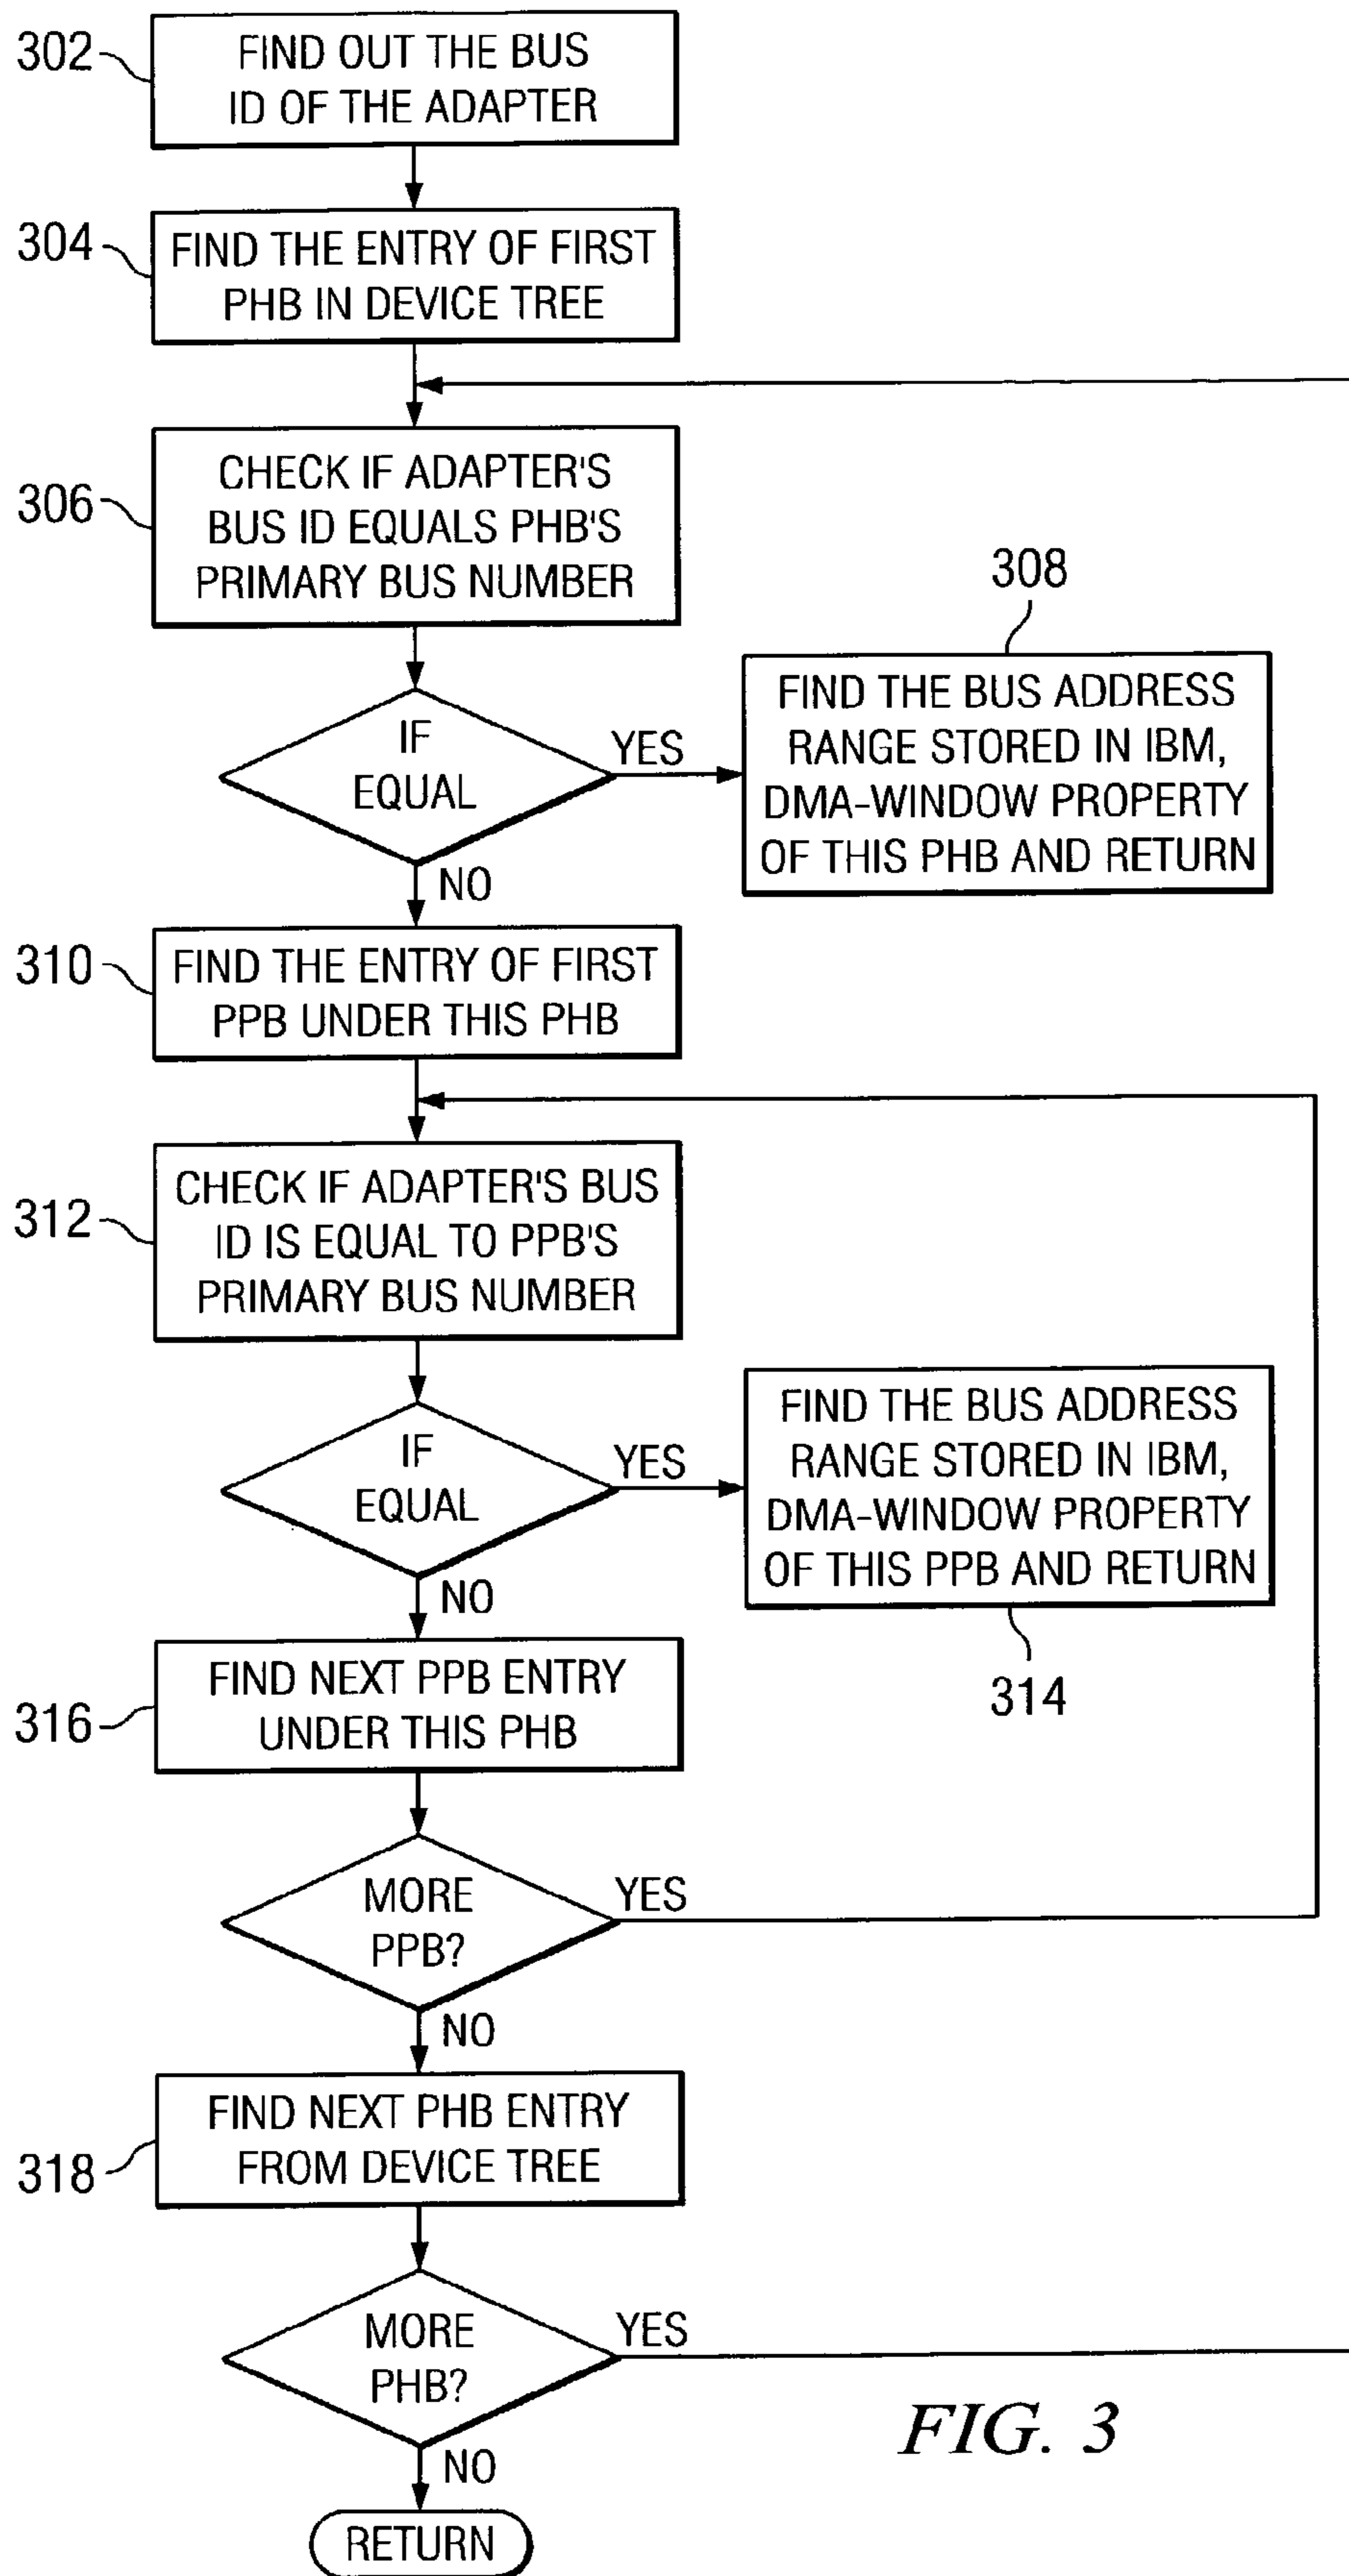 302
FIND OUT THE BUS
ID OF THE ADAPTER
304
FIND THE ENTRY OF FIRST
PHB IN DEVICE TREE
306
CHECK IF ADAPTER'S
BUS ID EQUALS PHB'S
PRIMARY BUS NUMBER
IF
EQUAL
YES
308
FIND THE BUS ADDRESS
RANGE STORED IN IBM,
DMA-WINDOW PROPERTY
OF THIS PHB AND RETURN
NO
310
FIND THE ENTRY OF FIRST
PPB UNDER THIS PHB
312
CHECK IF ADAPTER'S BUS
ID IS EQUAL TO PPB'S
PRIMARY BUS NUMBER
IF
EQUAL
YES
FIND THE BUS ADDRESS
RANGE STORED IN IBM,
DMA-WINDOW PROPERTY
OF THIS PPB AND RETURN
314
NO
316
FIND NEXT PPB ENTRY
UNDER THIS PHB
MORE
PPB?
YES
NO
318
FIND NEXT PHB ENTRY
FROM DEVICE TREE
MORE
PHB?
YES
NO
RETURN
FIG. 3